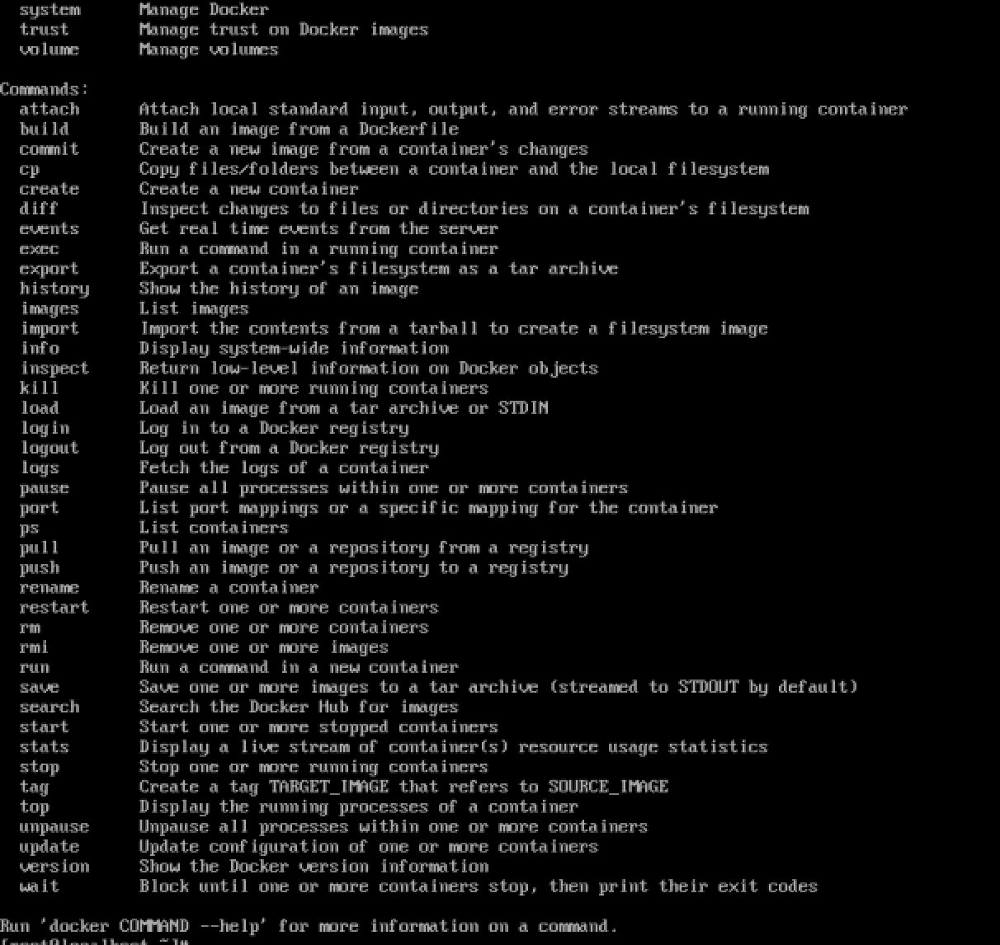 system      Manage Docker
trust       Manage trust on Docker images
volume      Manage volumes
Commands:
attach      Attach local standard input, output, and error streams to a running container
build       Build an image from a Dockerfile
commit      Create a new image from a container's changes
cp          Copy files/folders between a container and the local filesystem
create      Create a new container
diff        Inspect changes to files or directories on a container's filesystem
events      Get real time events from the server
exec        Run a command in a running container
export      Export a container's filesystem as a tar archive
history     Show the history of an image
images      List images
import      Import the contents from a tarball to create a filesystem image
info        Display system-wide information
inspect     Return low-level information on Docker objects
kill        Kill one or more running containers
load        Load an image from a tar archive or STDIN
login       Log in to a Docker registry
logout      Log out from a Docker registry
logs        Fetch the logs of a container
pause       Pause all processes within one or more containers
port        List port mappings or a specific mapping for the container
ps          List containers
pull        Pull an image or a repository from a registry
push        Push an image or a repository to a registry
rename      Rename a container
restart     Restart one or more containers
rm          Remove one or more containers
rmi         Remove one or more images
run         Run a command in a new container
save        Save one or more images to a tar archive (streamed to STDOUT by default)
search      Search the Docker Hub for images
start       Start one or more stopped containers
stats       Display a live stream of container(s) resource usage statistics
stop        Stop one or more running containers
tag         Create a tag TARGET_IMAGE that refers to SOURCE_IMAGE
top         Display the running processes of a container
unpause     Unpause all processes within one or more containers
update      Update configuration of one or more containers
version     Show the Docker version information
wait        Block until one or more containers stop, then print their exit codes
Run 'docker COMMAND --help' for more information on a command.
[root@localhost ~]#